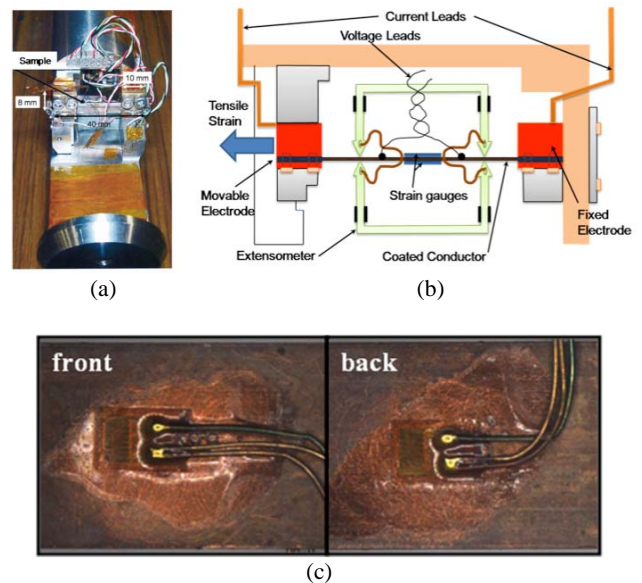 Sample
10 mm
8 mm
40 mm
(a)
Current Leads
Voltage Leads
Tensile
Strain
Movable
Electrode
Strain gauges
Fixed
Electrode
Extensometer
Coated Conductor
(b)
front
back
(c)